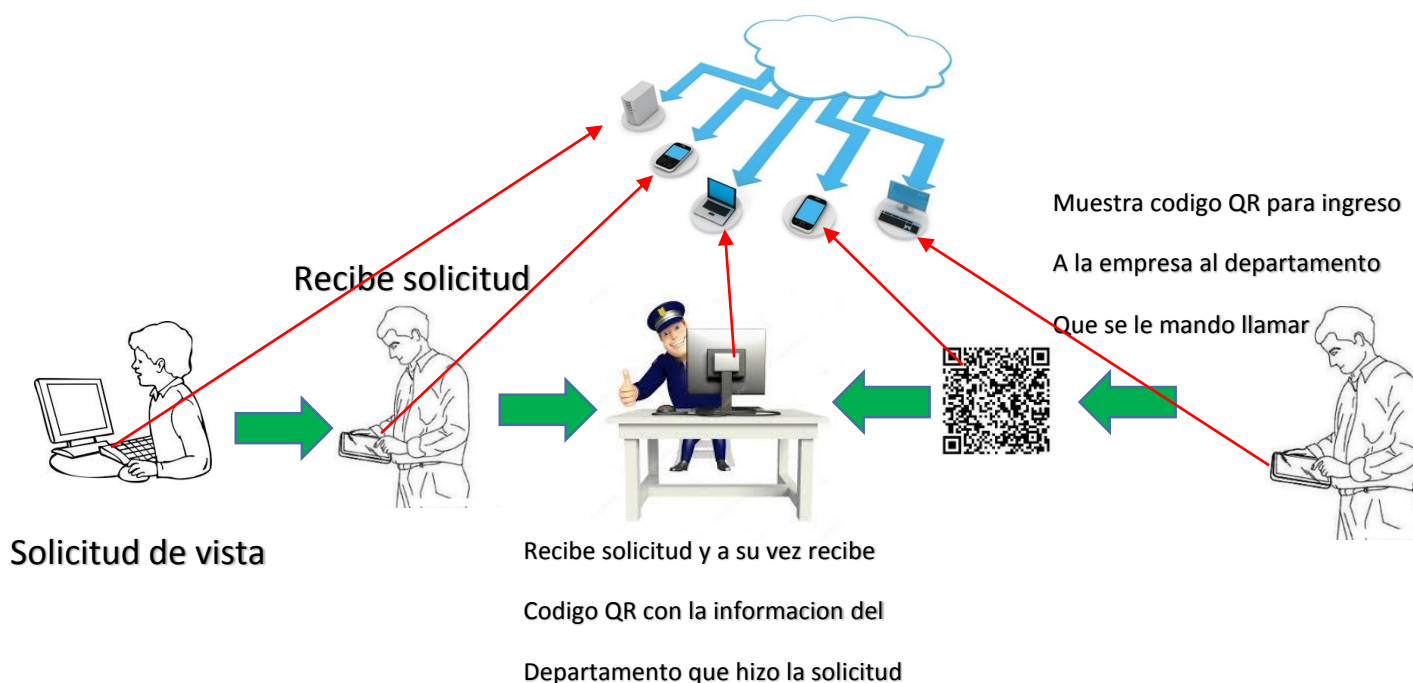 Muestra codigo QR para ingreso
A la empresa al departamento
Que se le mando llamar
Recibe solicitud
Solicitud de vista
Recibe solicitud y a su vez recibe
Codigo QR con la informacion del
Departamento que hizo la solicitud